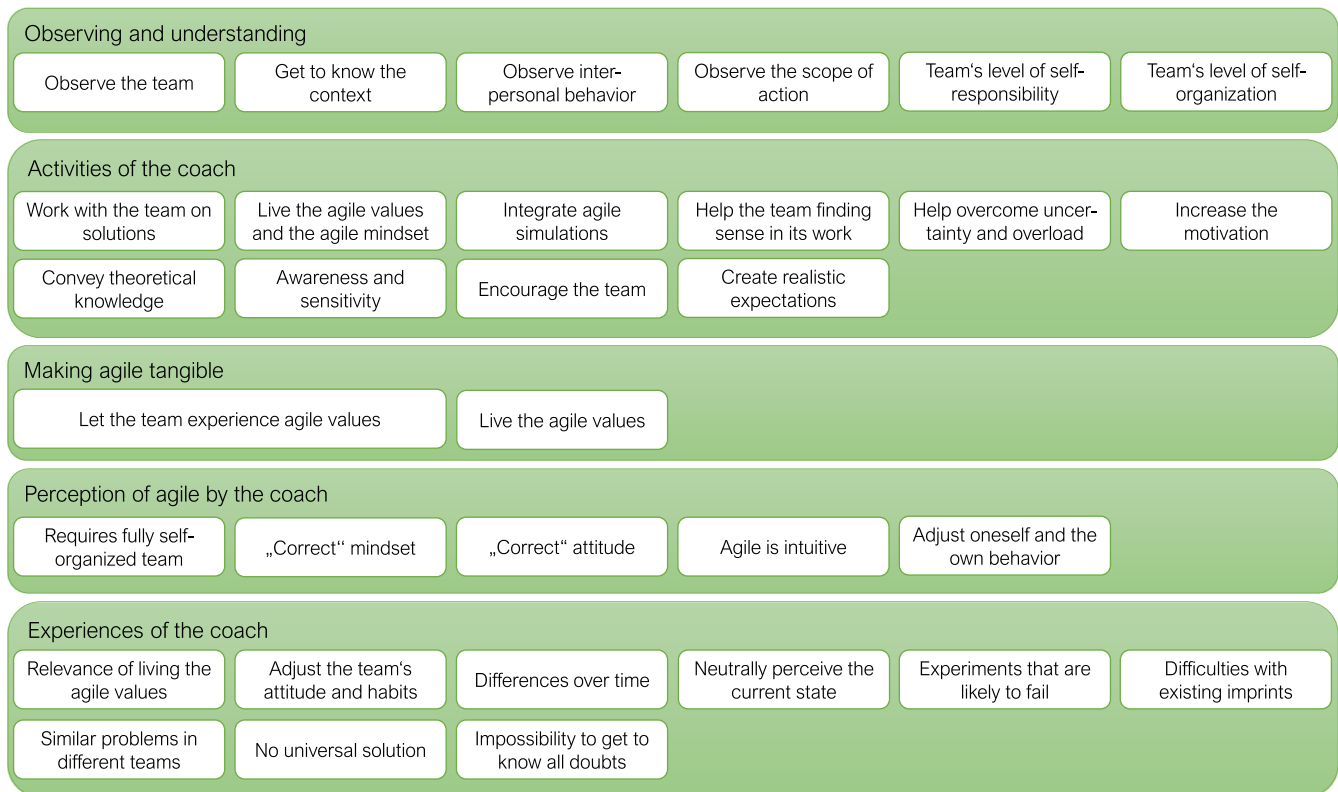 Observing and understanding
Observe the team
Get to know the
context
Observe inter-
personal behavior
Observe the scope of
action
Team‘s level of self-
responsibility
Team‘s level of self-
organization
Activities of the coach
Work with the team on
solutions
Live the agile values
and the agile mindset
Integrate agile
simulations
Help the team finding
sense in its work
Help overcome uncer-
tainty and overload
Increase the
motivation
Convey theoretical
knowledge
Awareness and
sensitivity
Encourage the team
Create realistic
expectations
Making agile tangible
Let the team experience agile values
Live the agile values
Perception of agile by the coach
Requires fully self-
organized team
„Correct‘‘ mindset
„Correct“ attitude
Agile is intuitive
Adjust oneself and the
own behavior
Experiences of the coach
Relevance of living the
agile values
Adjust the team‘s
attitude and habits
Differences over time
Neutrally perceive the
current state
Experiments that are
likely to fail
Difficulties with
existing imprints
Similar problems in
different teams
No universal solution
Impossibility to get to
know all doubts